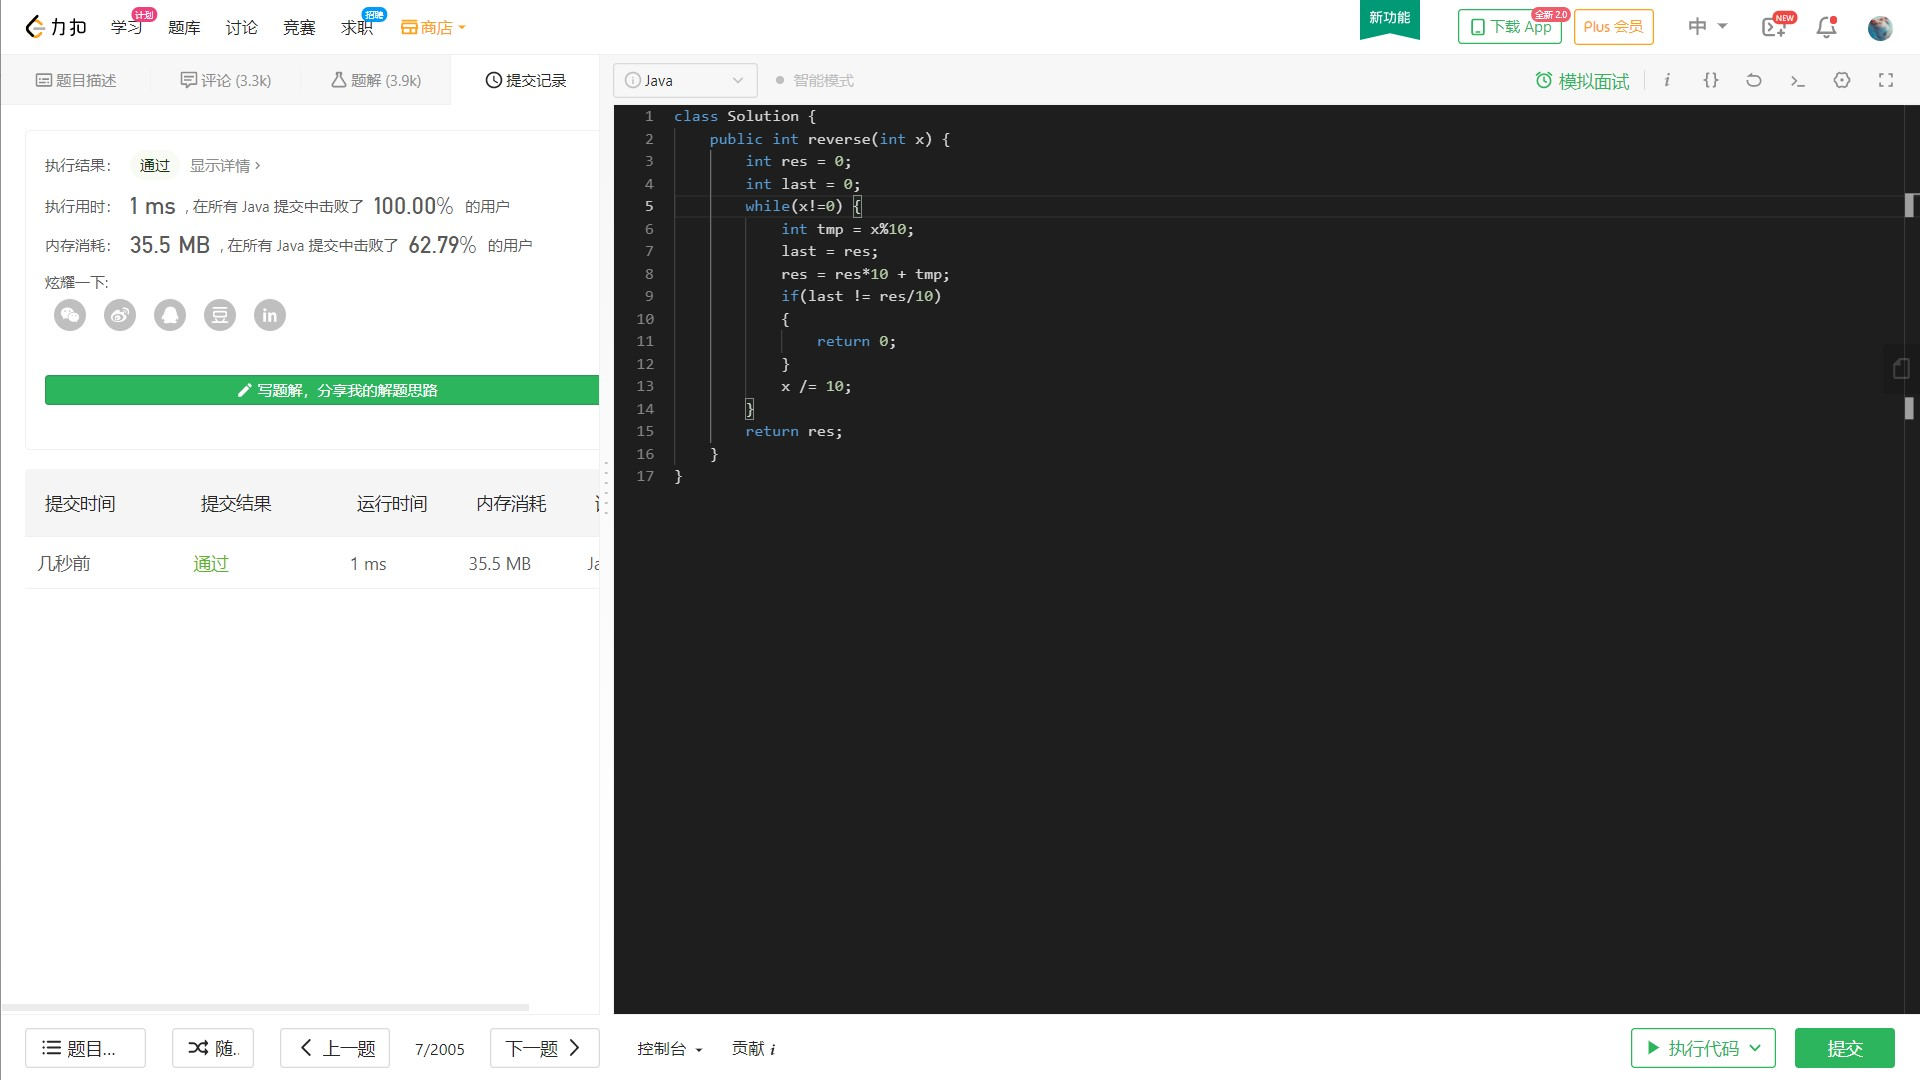 力扣 学习 计划 题库 讨论 竞赛 求职 招聘 商店 新功能 下载 App 全新 2.0 Plus 会员 中 NEW
题目描述 评论 (3.3k) 题解 (3.9k) 提交记录 Java 智能模式 模拟面试 i {}
执行结果: 通过 显示详情 ›
执行用时: 1 ms , 在所有 Java 提交中击败了 100.00% 的用户
内存消耗: 35.5 MB , 在所有 Java 提交中击败了 62.79% 的用户
炫耀一下:
豆 in
写题解，分享我的解题思路
提交时间 提交结果 运行时间 内存消耗
几秒前 通过 1 ms 35.5 MB Ja
1 class Solution {
2 public int reverse(int x) {
3 int res = 0;
4 int last = 0;
5 while(x!=0) {
6 int tmp = x%10;
7 last = res;
8 res = res*10 + tmp;
9 if(last != res/10)
10 {
11 return 0;
12 }
13 x /= 10;
14 }
15 return res;
16 }
17 }
题目... 随.. 上一题 7/2005 下一题 控制台 贡献 i 执行代码 提交